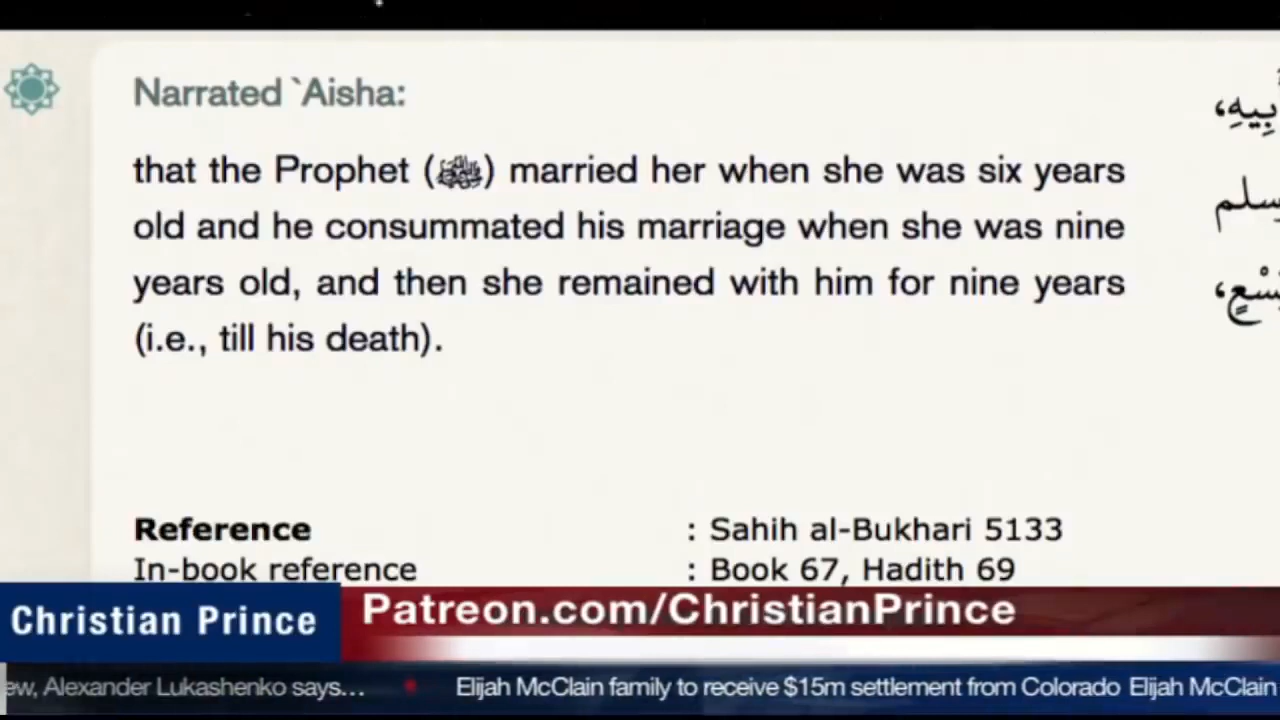 Narrated `Aisha:
that the Prophet (ﷺ) married her when she was six years
old and he consummated his marriage when she was nine
years old, and then she remained with him for nine years
(i.e., till his death).
أَبِيهِ،
تِسْعٍ،
Reference : Sahih al-Bukhari 5133
In-book reference : Book 67, Hadith 69
Christian Prince
Patreon.com/ChristianPrince
ew, Alexander Lukashenko says... • Elijah McClain family to receive $15m settlement from Colorado Elijah McClain